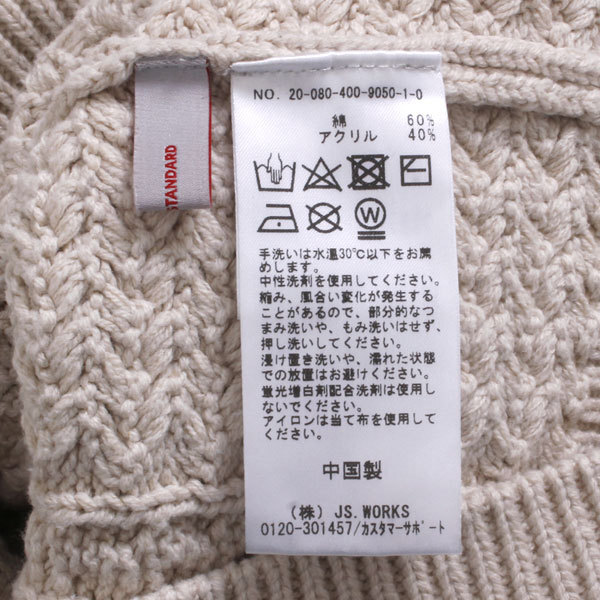 STANDARD
NO. 20-080-400-9050-1-0
綿 60%
アクリル 40%
W
手洗いは水温30℃以下をお薦
めします。
中性洗剤を使用してください。
縮み、風合い変化が発生する
ことがあるので、部分的なつ
まみ洗いや、もみ洗いはせず、
押し洗いしてください。
浸け置き洗いや、濡れた状態
での放置はお避けください。
蛍光増白剤配合洗剤は使用し
ないでください。
アイロンは当て布を使用して
ください。
中国製
(株) JS.WORKS
0120-301457/ｶｽﾀﾏｰｻﾎﾟｰﾄ